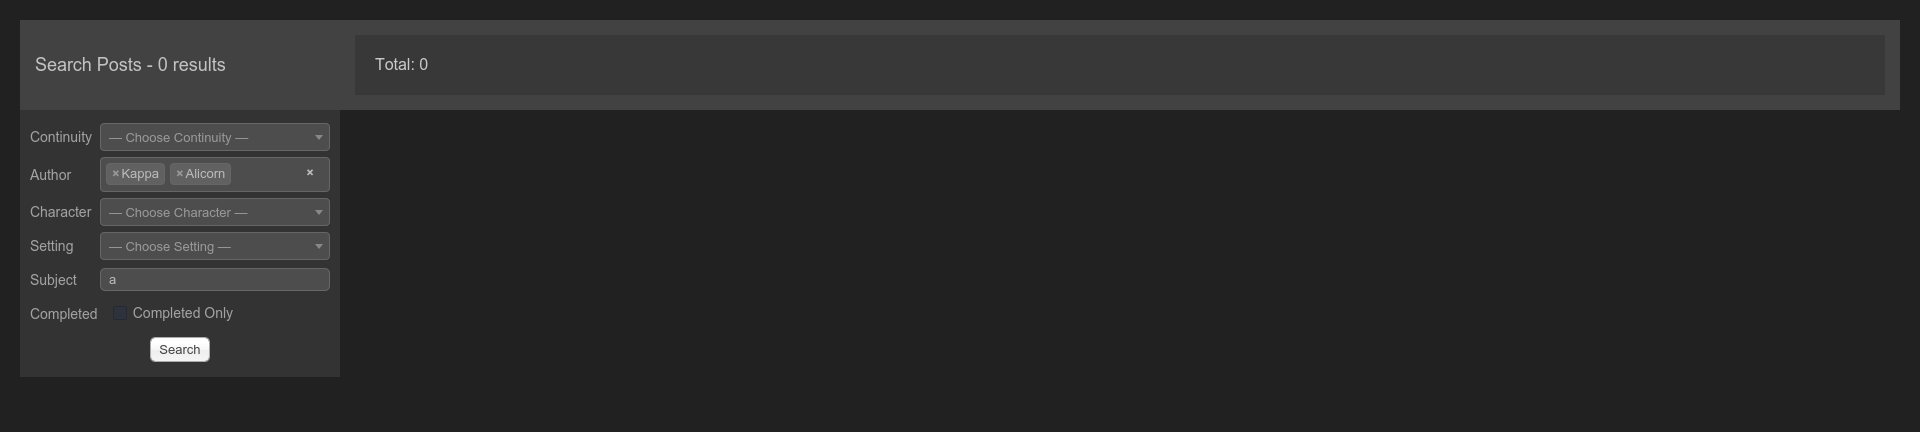 Search Posts - 0 results
Total: 0
Continuity — Choose Continuity —
Author ×Kappa ×Alicorn ×
Character — Choose Character —
Setting — Choose Setting —
Subject a
Completed Completed Only
Search